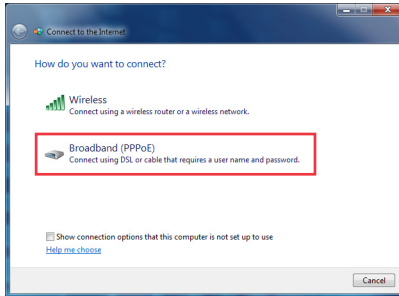 Connect to the Internet
How do you want to connect?
Wireless
Connect using a wireless router or a wireless network.
Broadband (PPPoE)
Connect using DSL or cable that requires a user name and password.
Show connection options that this computer is not set up to use
Help me choose
Cancel